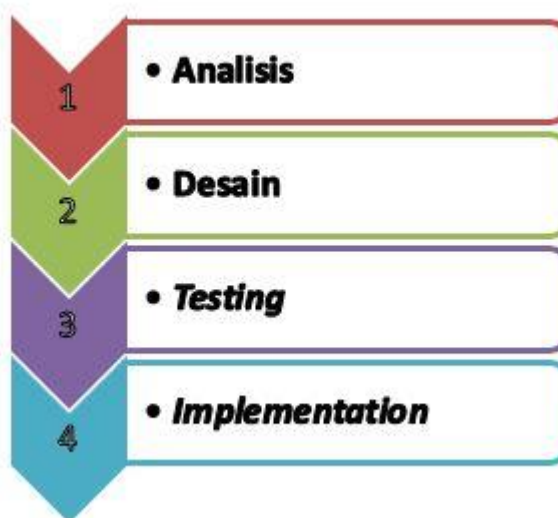 1
• Analisis
2
• Desain
3
• Testing
4
• Implementation